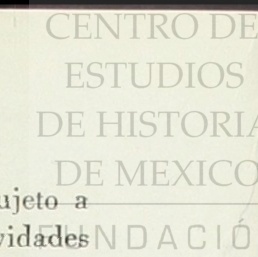 CENTRO DE
ESTUDIOS
DE HISTORIA
DE MEXICO
ujeto a
vidades
FUNDACIÓ